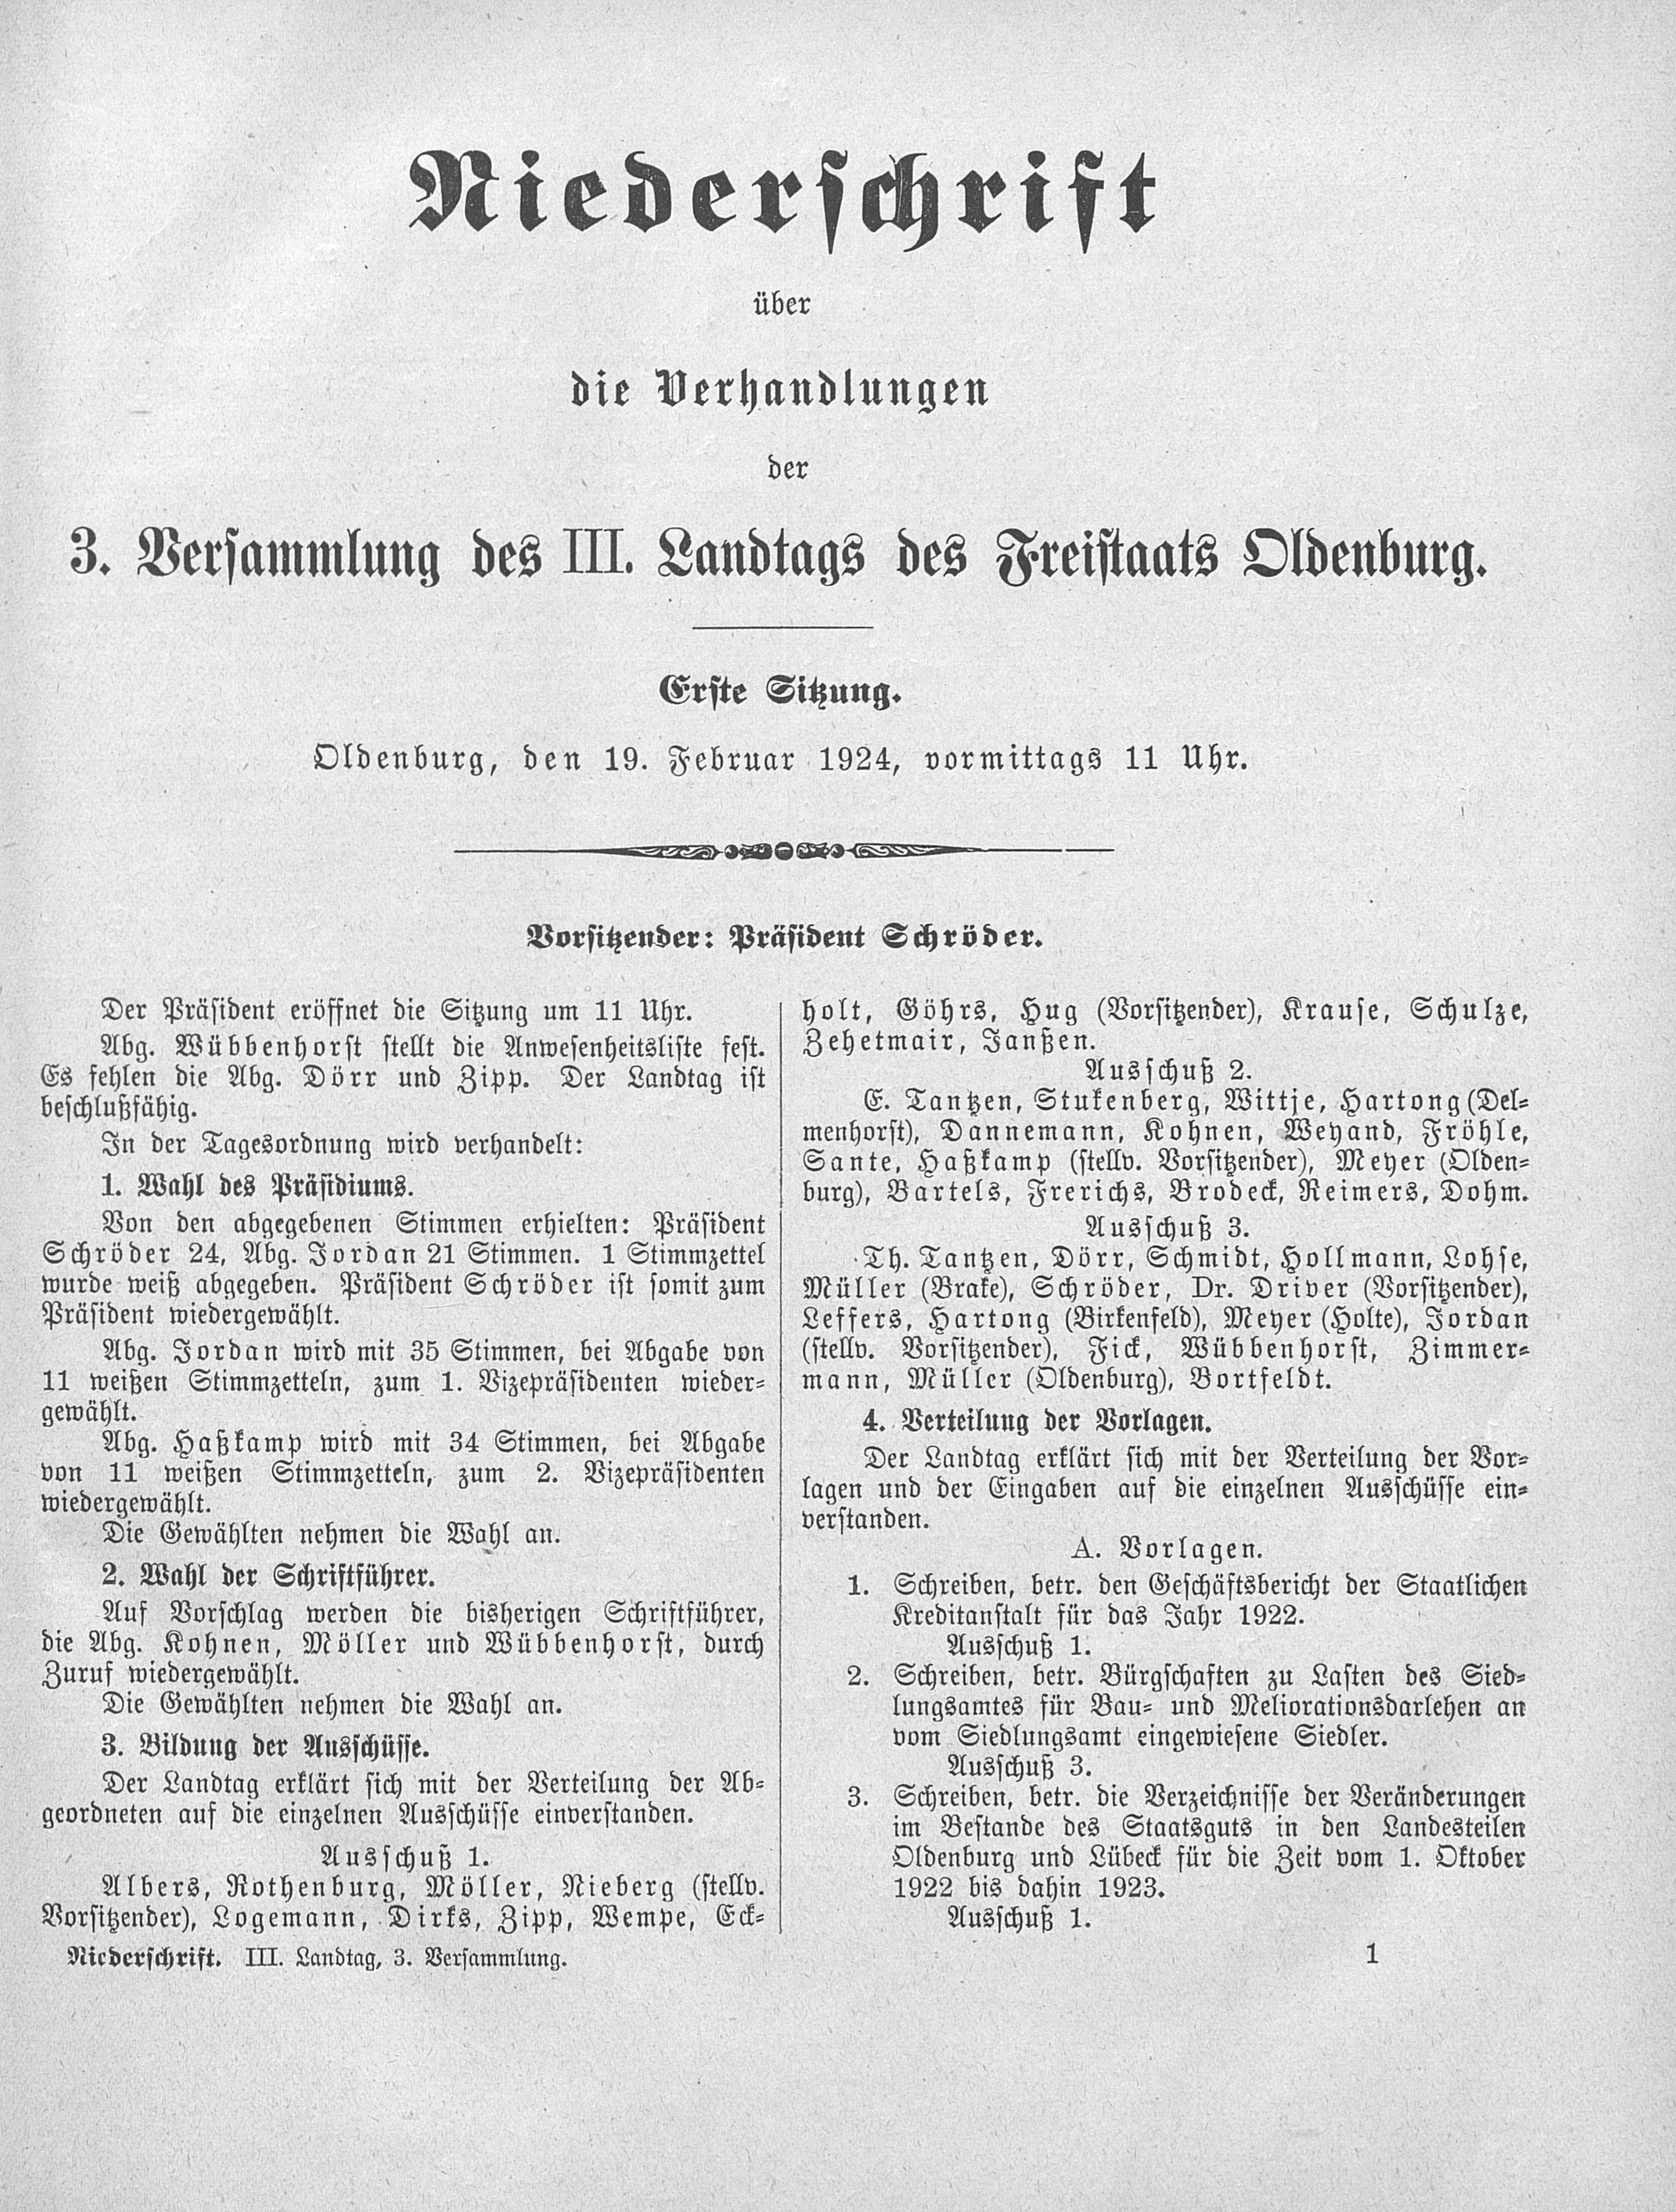 Niederschrift
über
die Verhandlungen
der
3. Versammlung des III. Landtags des Freistaats Oldenburg.
Erste Sitzung.
Oldenburg, den 19. Februar 1924, vormittags 11 Uhr.
Vorsitzender: Präsident Schröder.
Der Präsident eröffnet die Sitzung um 11 Uhr.
Abg. Wübbenhorst stellt die Anwesenheitsliste fest.
Es fehlen die Abg. Dörr und Zipp. Der Landtag ist
beschlußfähig.
In der Tagesordnung wird verhandelt:
1. Wahl des Präsidiums.
Von den abgegebenen Stimmen erhielten: Präsident
Schröder 24, Abg. Jordan 21 Stimmen. 1 Stimmzettel
wurde weiß abgegeben. Präsident Schröder ist somit zum
Präsident wiedergewählt.
Abg. Jordan wird mit 35 Stimmen, bei Abgabe von
11 weißen Stimmzetteln, zum 1. Vizepräsidenten wieder-
gewählt.
Abg. Haßkamp wird mit 34 Stimmen, bei Abgabe
von 11 weißen Stimmzetteln, zum 2. Vizepräsidenten
wiedergewählt.
Die Gewählten nehmen die Wahl an.
2. Wahl der Schriftführer.
Auf Vorschlag werden die bisherigen Schriftführer,
die Abg. Kohnen, Möller und Wübbenhorst, durch
Zuruf wiedergewählt.
Die Gewählten nehmen die Wahl an.
3. Bildung der Ausschüsse.
Der Landtag erklärt sich mit der Verteilung der Ab-
geordneten auf die einzelnen Ausschüsse einverstanden.
Ausschuß 1.
Albers, Rothenburg, Möller, Nieberg (stellv.
Vorsitzender), Logemann, Dirks, Zipp, Wempe, Eck-
Niederschrift. III. Landtag, 3. Versammlung.
holt, Göhrs, Hug (Vorsitzender), Krause, Schulze,
Zehetmair, Janßen.
Ausschuß 2.
E. Tantzen, Stukenberg, Wittje, Hartong (Del-
menhorst), Dannemann, Kohnen, Weyand, Fröhle,
Sante, Haßkamp (stellv. Vorsitzender), Meyer (Olden-
burg), Bartels, Frerichs, Brodeck, Reimers, Dohm.
Ausschuß 3.
Th. Tantzen, Dörr, Schmidt, Hollmann, Lohse,
Müller (Brake), Schröder, Dr. Driver (Vorsitzender),
Leffers, Hartong (Birkenfeld), Meyer (Holte), Jordan
(stellv. Vorsitzender), Fick, Wübbenhorst, Zimmer-
mann, Müller (Oldenburg), Bortfeldt.
4. Verteilung der Vorlagen.
Der Landtag erklärt sich mit der Verteilung der Vor-
lagen und der Eingaben auf die einzelnen Ausschüsse ein-
verstanden.
A. Vorlagen.
1. Schreiben, betr. den Geschäftsbericht der Staatlichen
Kreditanstalt für das Jahr 1922.
Ausschuß 1.
2. Schreiben, betr. Bürgschaften zu Lasten des Sied-
lungsamtes für Bau- und Meliorationsdarlehen an
vom Siedlungsamt eingewiesene Siedler.
Ausschuß 3.
3. Schreiben, betr. die Verzeichnisse der Veränderungen
im Bestande des Staatsguts in den Landesteilen
Oldenburg und Lübeck für die Zeit vom 1. Oktober
1922 bis dahin 1923.
Ausschuß 1.
1